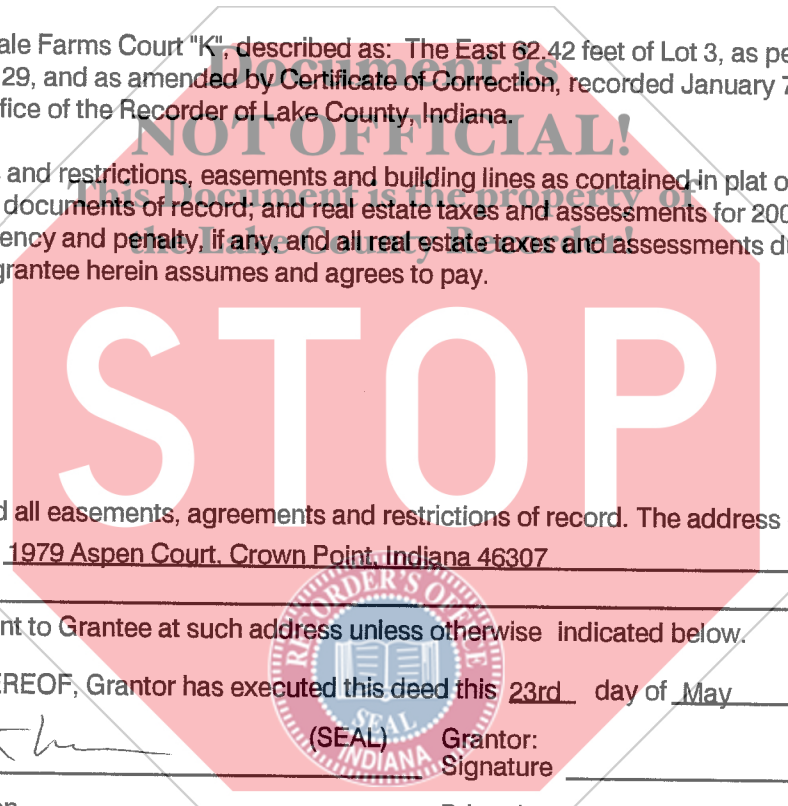 ale Farms Court "K", described as: The East 62.42 feet of Lot 3, as pe
29, and as amended by Certificate of Correction, recorded January 7
fice of the Recorder of Lake County, Indiana.
and restrictions, easements and building lines as contained in plat o
documents of record; and real estate taxes and assessments for 200
ency and penalty, if any, and all real estate taxes and assessments d
grantee herein assumes and agrees to pay.
Document is
NOT OFFICIAL!
This Document is the property of
the Lake County Recorder!
STOP
d all easements, agreements and restrictions of record. The address
1979 Aspen Court, Crown Point, Indiana 46307
nt to Grantee at such address unless otherwise indicated below.
EREOF, Grantor has executed this deed this 23rd day of May
(SEAL) Grantor:
Signature
RECORDER'S OFFICE
SEAL
INDIANA